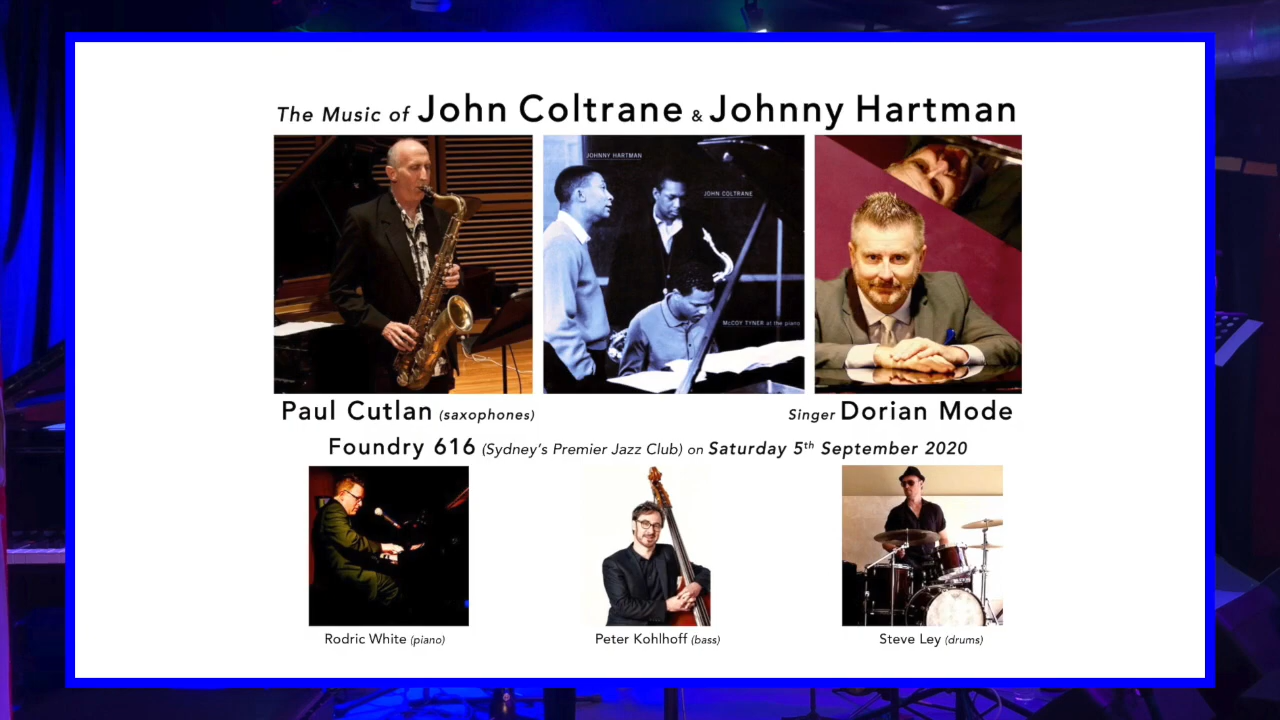 The Music of John Coltrane & Johnny Hartman
JOHNNY HARTMAN
JOHN COLTRANE
McCOY TYNER at the piano
Paul Cutlan (saxophones)
Singer Dorian Mode
Foundry 616 (Sydney's Premier Jazz Club) on Saturday 5th September 2020
Rodric White (piano)
Peter Kohlhoff (bass)
Steve Ley (drums)